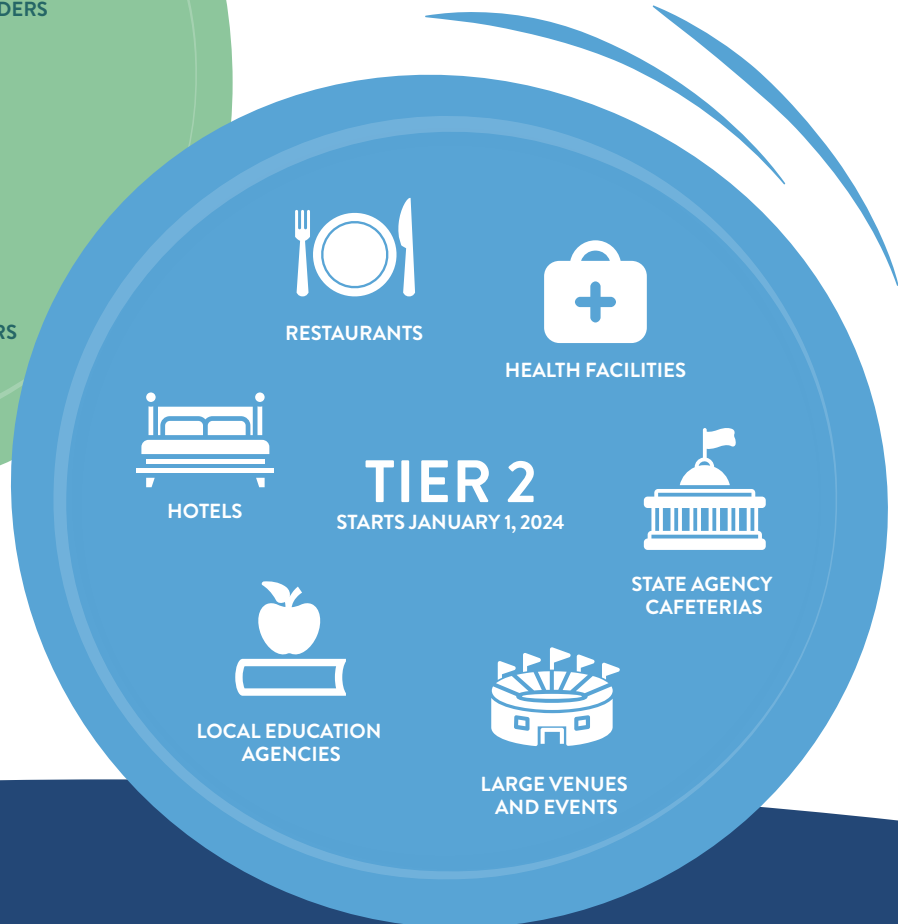 DERS
RS
RESTAURANTS
HEALTH FACILITIES
HOTELS
TIER 2
STARTS JANUARY 1, 2024
STATE AGENCY
CAFETERIAS
LOCAL EDUCATION
AGENCIES
LARGE VENUES
AND EVENTS